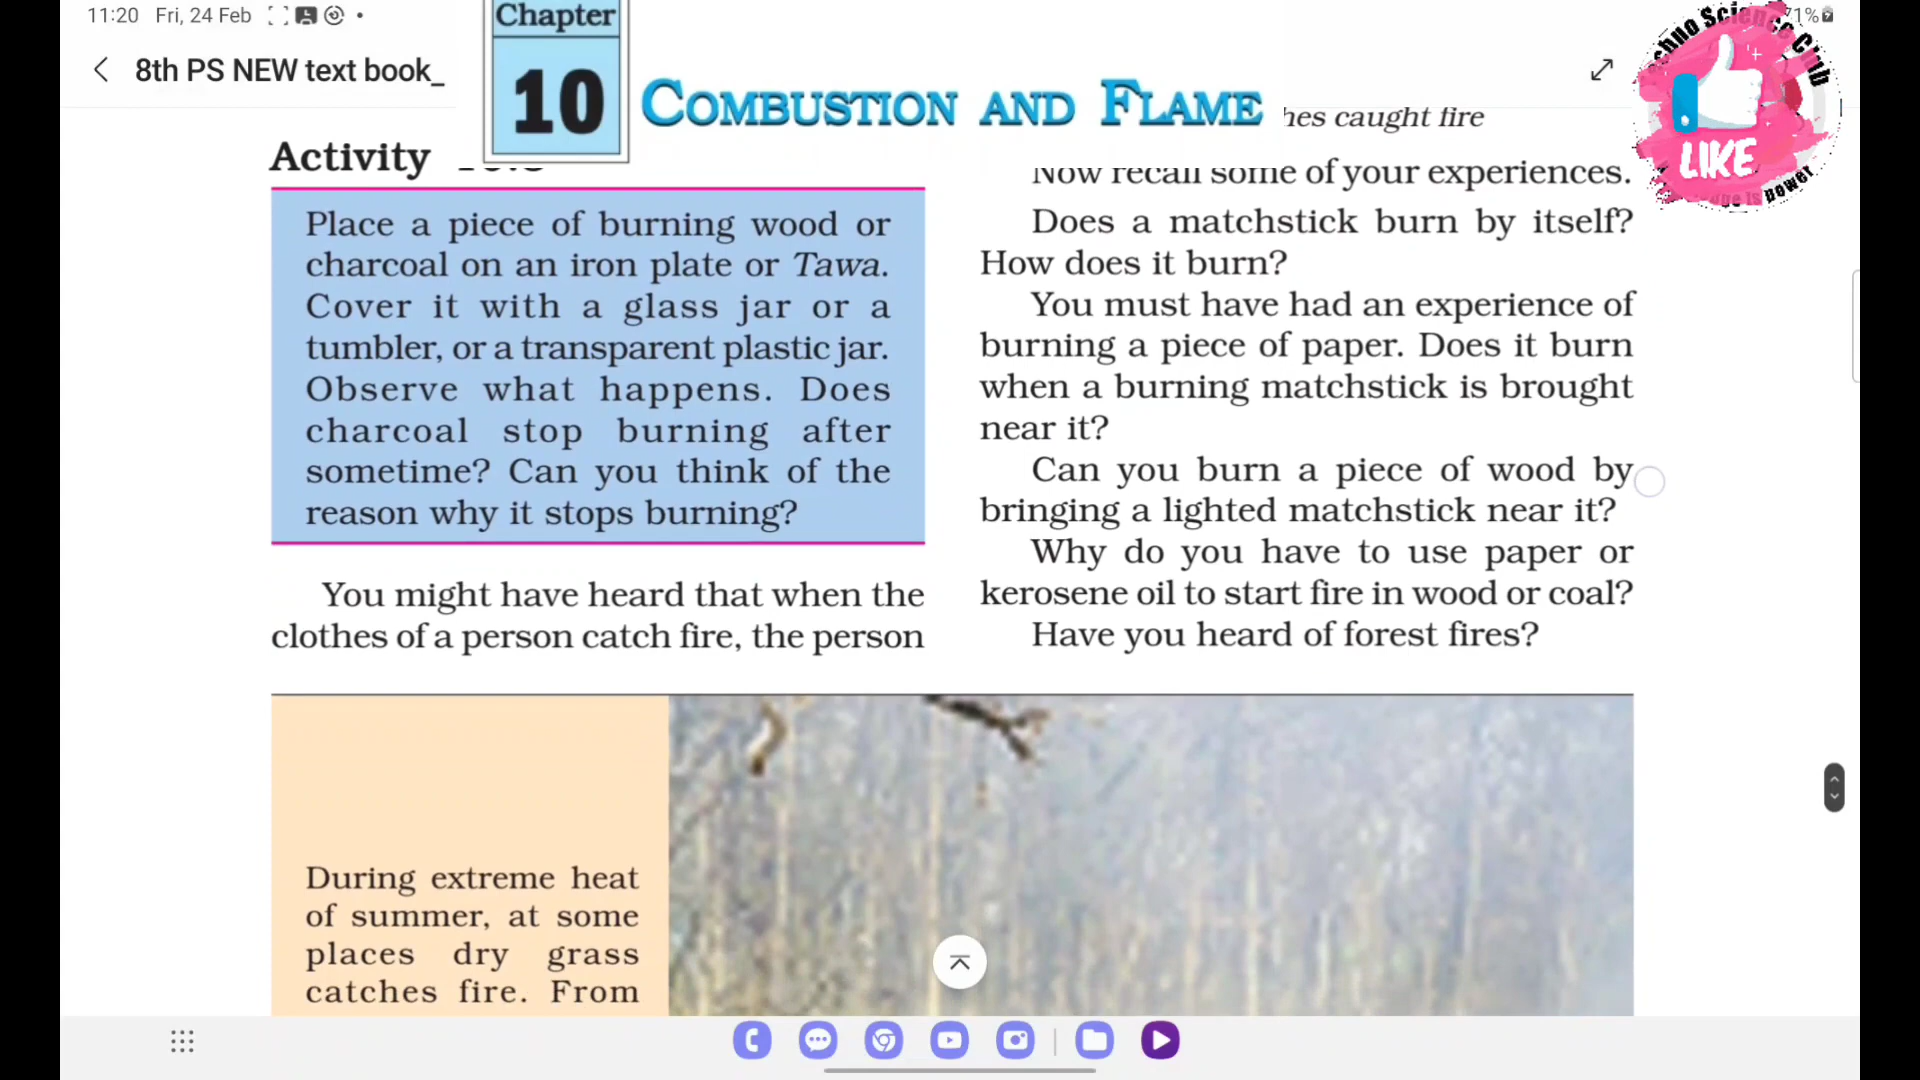 11:20 Fri, 24 Feb
71%
8th PS NEW text book_
Chapter
10
COMBUSTION AND FLAME
Science Club
LIKE
is power
Activity
Place a piece of burning wood or
charcoal on an iron plate or Tawa.
Cover it with a glass jar or a
tumbler, or a transparent plastic jar.
Observe what happens. Does
charcoal stop burning after
sometime? Can you think of the
reason why it stops burning?
You might have heard that when the
clothes of a person catch fire, the person
hes caught fire
Now recall some of your experiences.
Does a matchstick burn by itself?
How does it burn?
You must have had an experience of
burning a piece of paper. Does it burn
when a burning matchstick is brought
near it?
Can you burn a piece of wood by
bringing a lighted matchstick near it?
Why do you have to use paper or
kerosene oil to start fire in wood or coal?
Have you heard of forest fires?
During extreme heat
of summer, at some
places dry grass
catches fire. From